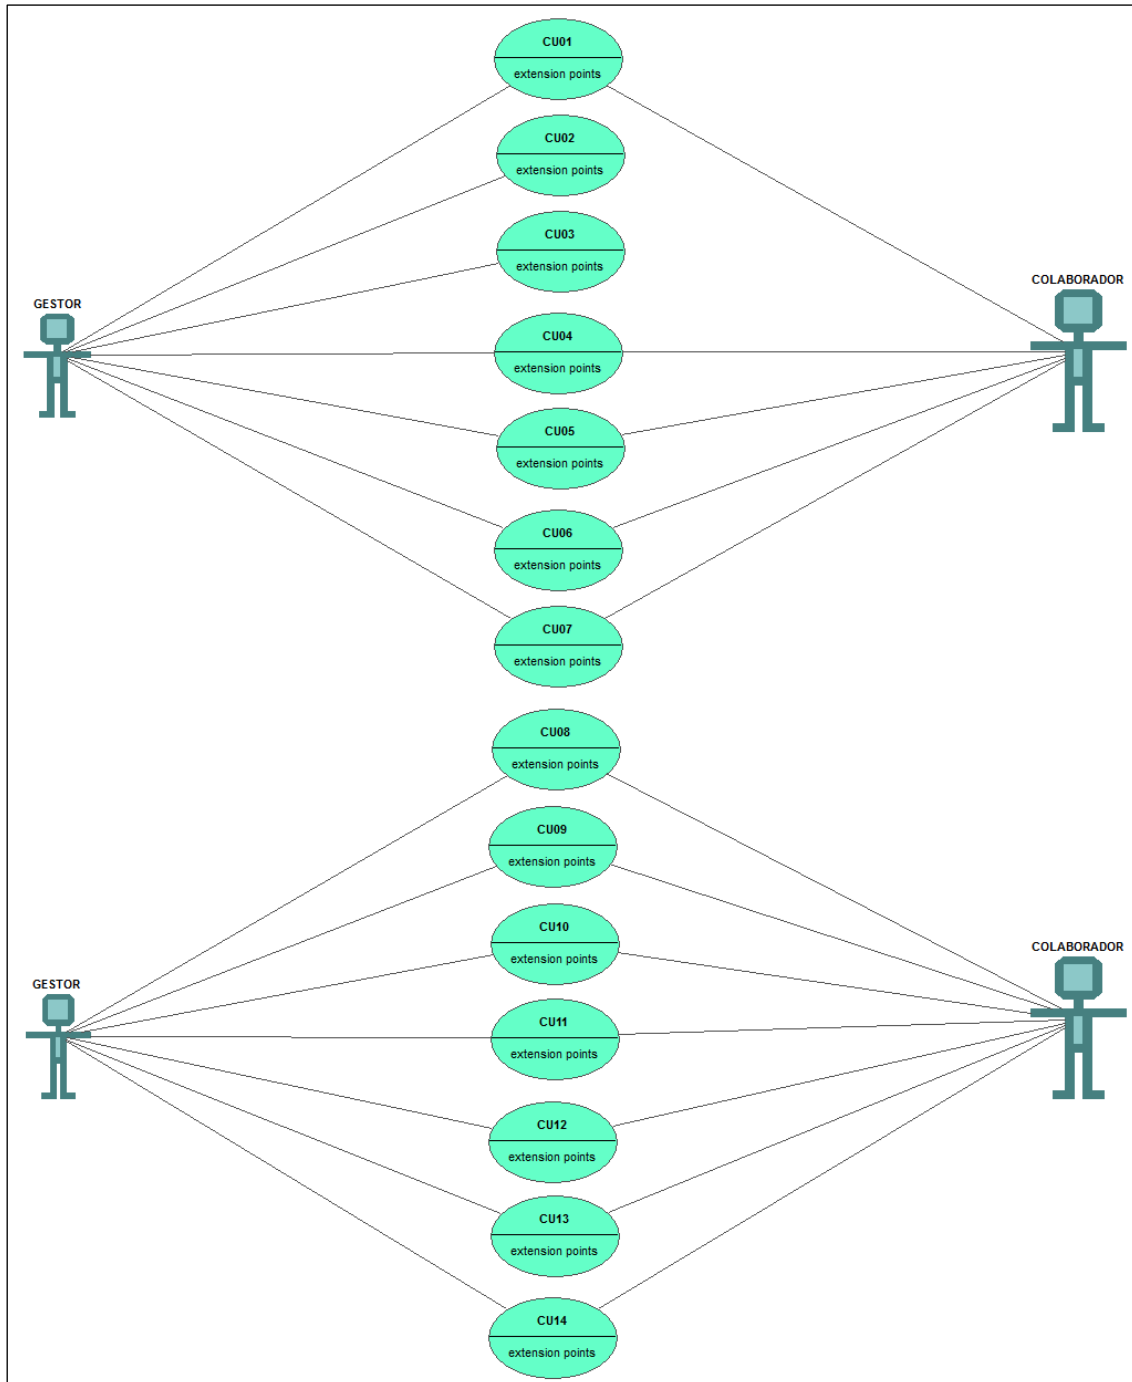 CU01
extension points
CU02
extension points
CU03
extension points
GESTOR
COLABORADOR
CU04
extension points
CU05
extension points
CU06
extension points
CU07
extension points
CU08
extension points
CU09
extension points
CU10
extension points
GESTOR
COLABORADOR
CU11
extension points
CU12
extension points
CU13
extension points
CU14
extension points